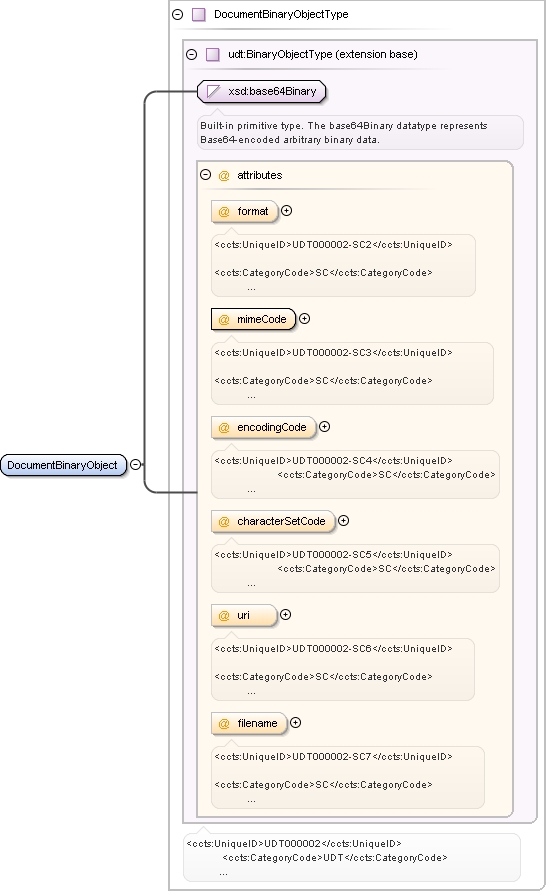 DocumentBinaryObjectType
udt:BinaryObjectType (extension base)
xsd:base64Binary
Built-in primitive type. The base64Binary datatype represents
Base64-encoded arbitrary binary data.
@ attributes
@ format
<ccts:UniqueID>UDT000002-SC2</ccts:UniqueID>
<ccts:CategoryCode>SC</ccts:CategoryCode>
...
@ mimeCode
<ccts:UniqueID>UDT000002-SC3</ccts:UniqueID>
<ccts:CategoryCode>SC</ccts:CategoryCode>
...
@ encodingCode
<ccts:UniqueID>UDT000002-SC4</ccts:UniqueID>
<ccts:CategoryCode>SC</ccts:CategoryCode>
...
DocumentBinaryObject
@ characterSetCode
<ccts:UniqueID>UDT000002-SC5</ccts:UniqueID>
<ccts:CategoryCode>SC</ccts:CategoryCode>
...
@ uri
<ccts:UniqueID>UDT000002-SC6</ccts:UniqueID>
<ccts:CategoryCode>SC</ccts:CategoryCode>
...
@ filename
<ccts:UniqueID>UDT000002-SC7</ccts:UniqueID>
<ccts:CategoryCode>SC</ccts:CategoryCode>
...
<ccts:UniqueID>UDT000002</ccts:UniqueID>
<ccts:CategoryCode>UDT</ccts:CategoryCode>
...